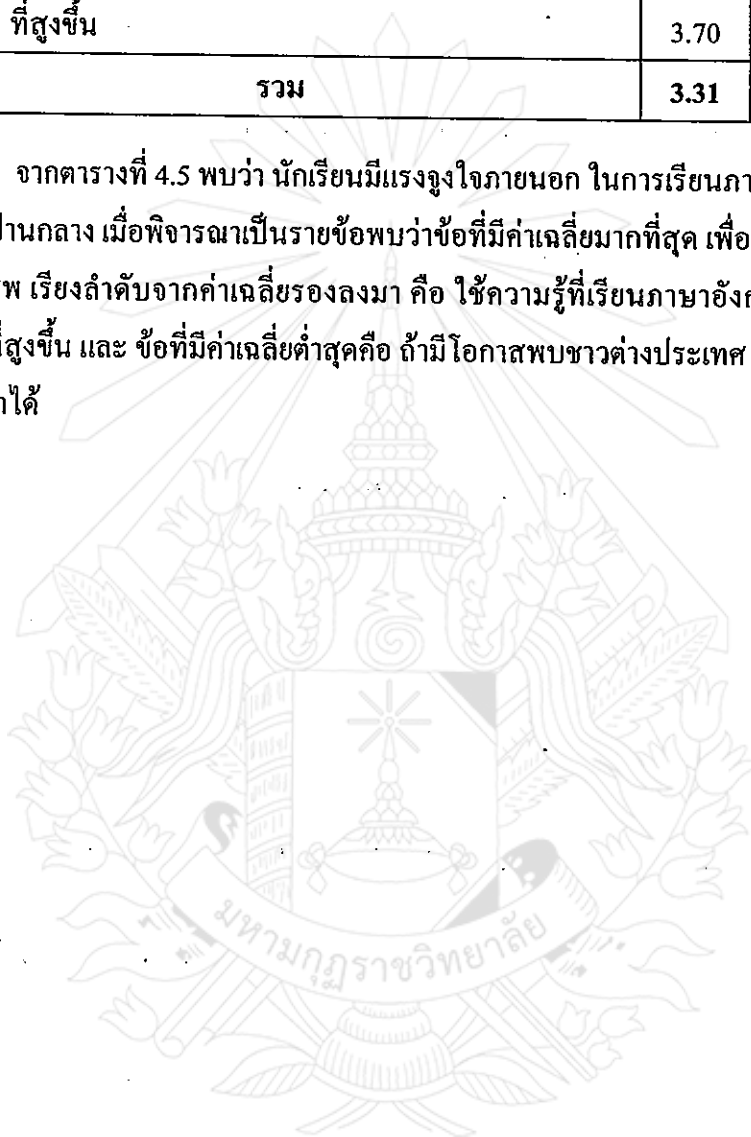 ที่สูงขึ้น 3.70
รวม 3.31
จากตารางที่ 4.5 พบว่า นักเรียนมีแรงจูงใจภายนอก ในการเรียนภา
ปานกลาง เมื่อพิจารณาเป็นรายข้อพบว่าข้อที่มีค่าเฉลี่ยมากที่สุด เพื่อ
พ เรียงลำดับจากค่าเฉลี่ยรองลงมา คือ ใช้ความรู้ที่เรียนภาษาอังก
ที่สูงขึ้น และ ข้อที่มีค่าเฉลี่ยต่ำสุดคือ ถ้ามีโอกาสพบชาวต่างประเทศ
าได้
มหามกุฏราชวิทยาลัย